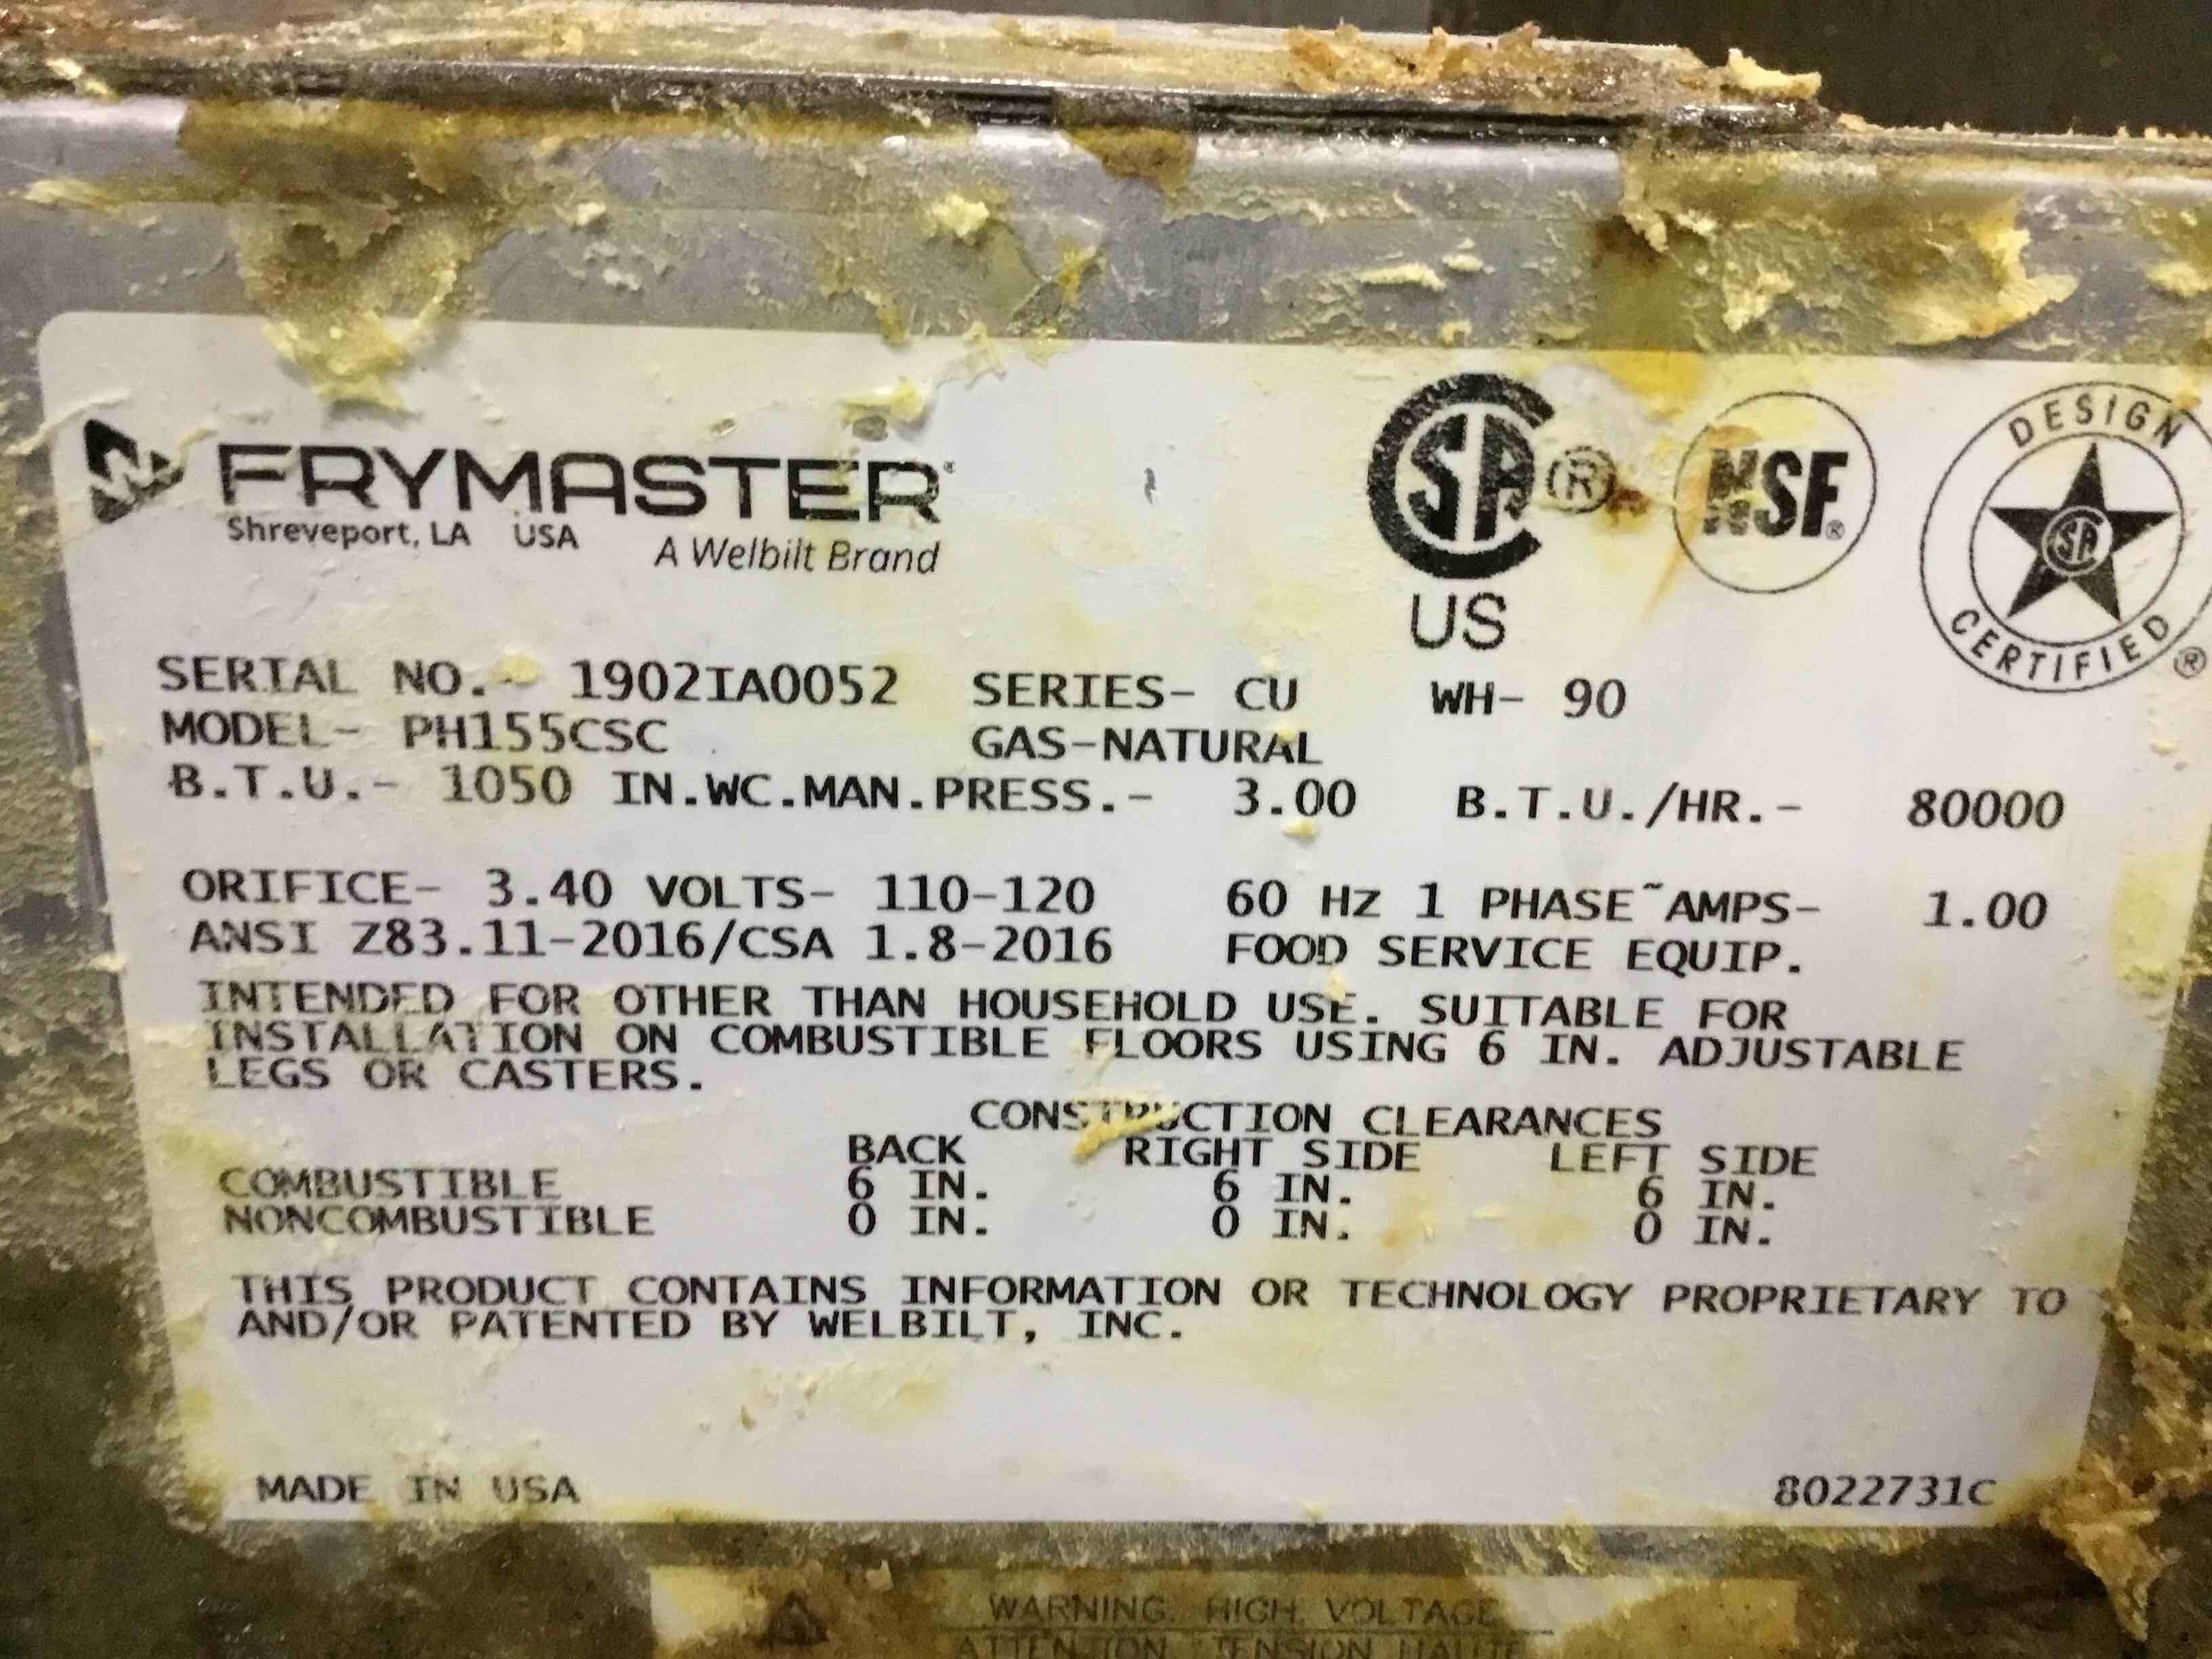 FRYMASTER
Shreveport, LA USA
A Welbilt Brand
SA ®
US
NSF®
DESIGN
SA
CERTIFIED ®
SERIAL NO.- 1902IA0052 SERIES- CU WH- 90
MODEL- PH155CSC GAS-NATURAL
B.T.U.- 1050 IN.WC.MAN.PRESS.- 3.00 B.T.U./HR.- 80000
ORIFICE- 3.40 VOLTS- 110-120 60 Hz 1 PHASE~AMPS- 1.00
ANSI Z83.11-2016/CSA 1.8-2016 FOOD SERVICE EQUIP.
INTENDED FOR OTHER THAN HOUSEHOLD USE. SUITABLE FOR
INSTALLATION ON COMBUSTIBLE FLOORS USING 6 IN. ADJUSTABLE
LEGS OR CASTERS.
CONSTRUCTION CLEARANCES
BACK RIGHT SIDE LEFT SIDE
COMBUSTIBLE 6 IN. 6 IN. 6 IN.
NONCOMBUSTIBLE 0 IN. 0 IN. 0 IN.
THIS PRODUCT CONTAINS INFORMATION OR TECHNOLOGY PROPRIETARY TO
AND/OR PATENTED BY WELBILT, INC.
MADE IN USA 8022731C
WARNING HIGH VOLTAGE
ATTENTION TENSION HAUTE